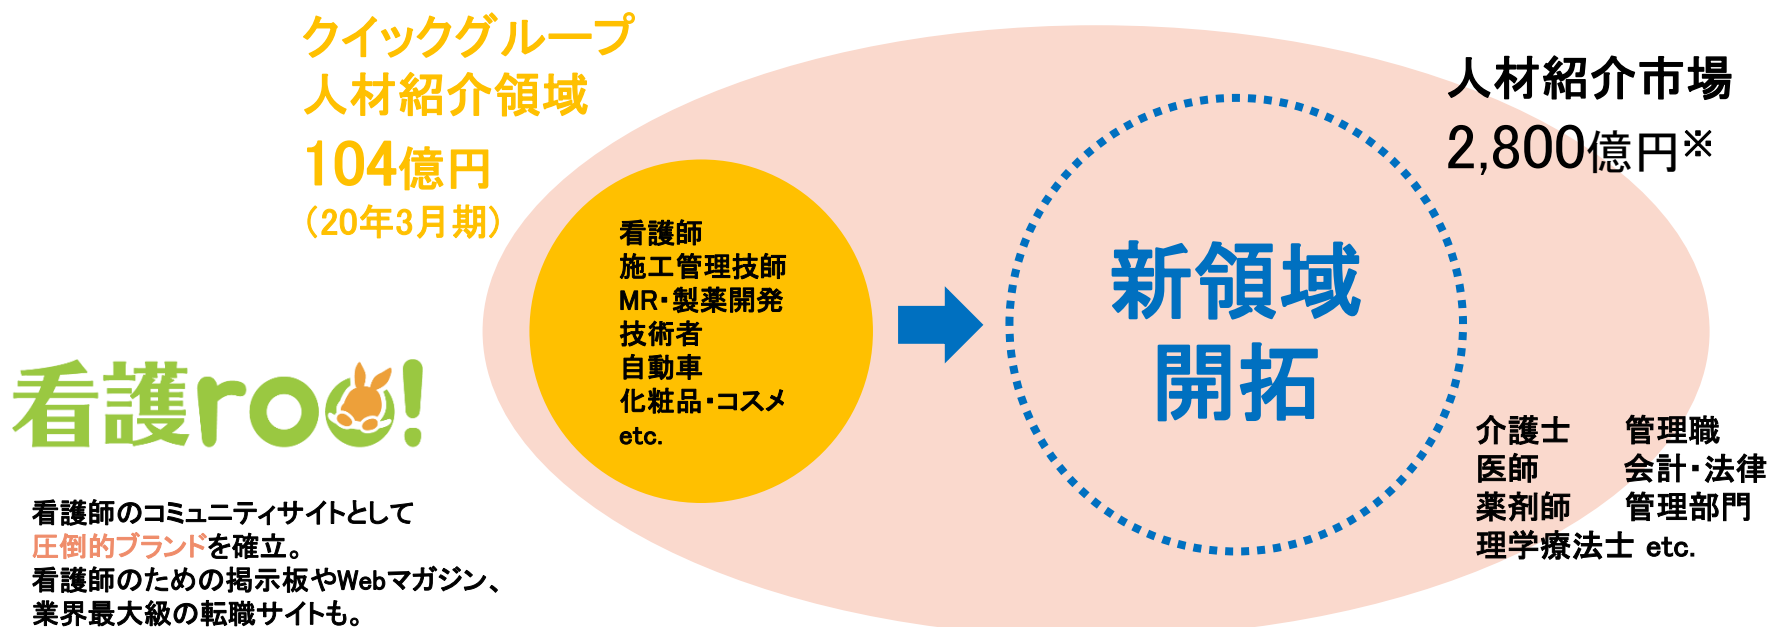 クイックグループ
人材紹介領域
104億円
(20年3月期)
人材紹介市場
2,800億円※
看護師
施工管理技師
MR・製薬開発
技術者
自動車
化粧品・コスメ
etc.
新領域
開拓
看護roo!
看護師のコミュニティサイトとして
圧倒的ブランドを確立。
看護師のための掲示板やWebマガジン、
業界最大級の転職サイトも。
介護士 管理職
医師 会計・法律
薬剤師 管理部門
理学療法士 etc.